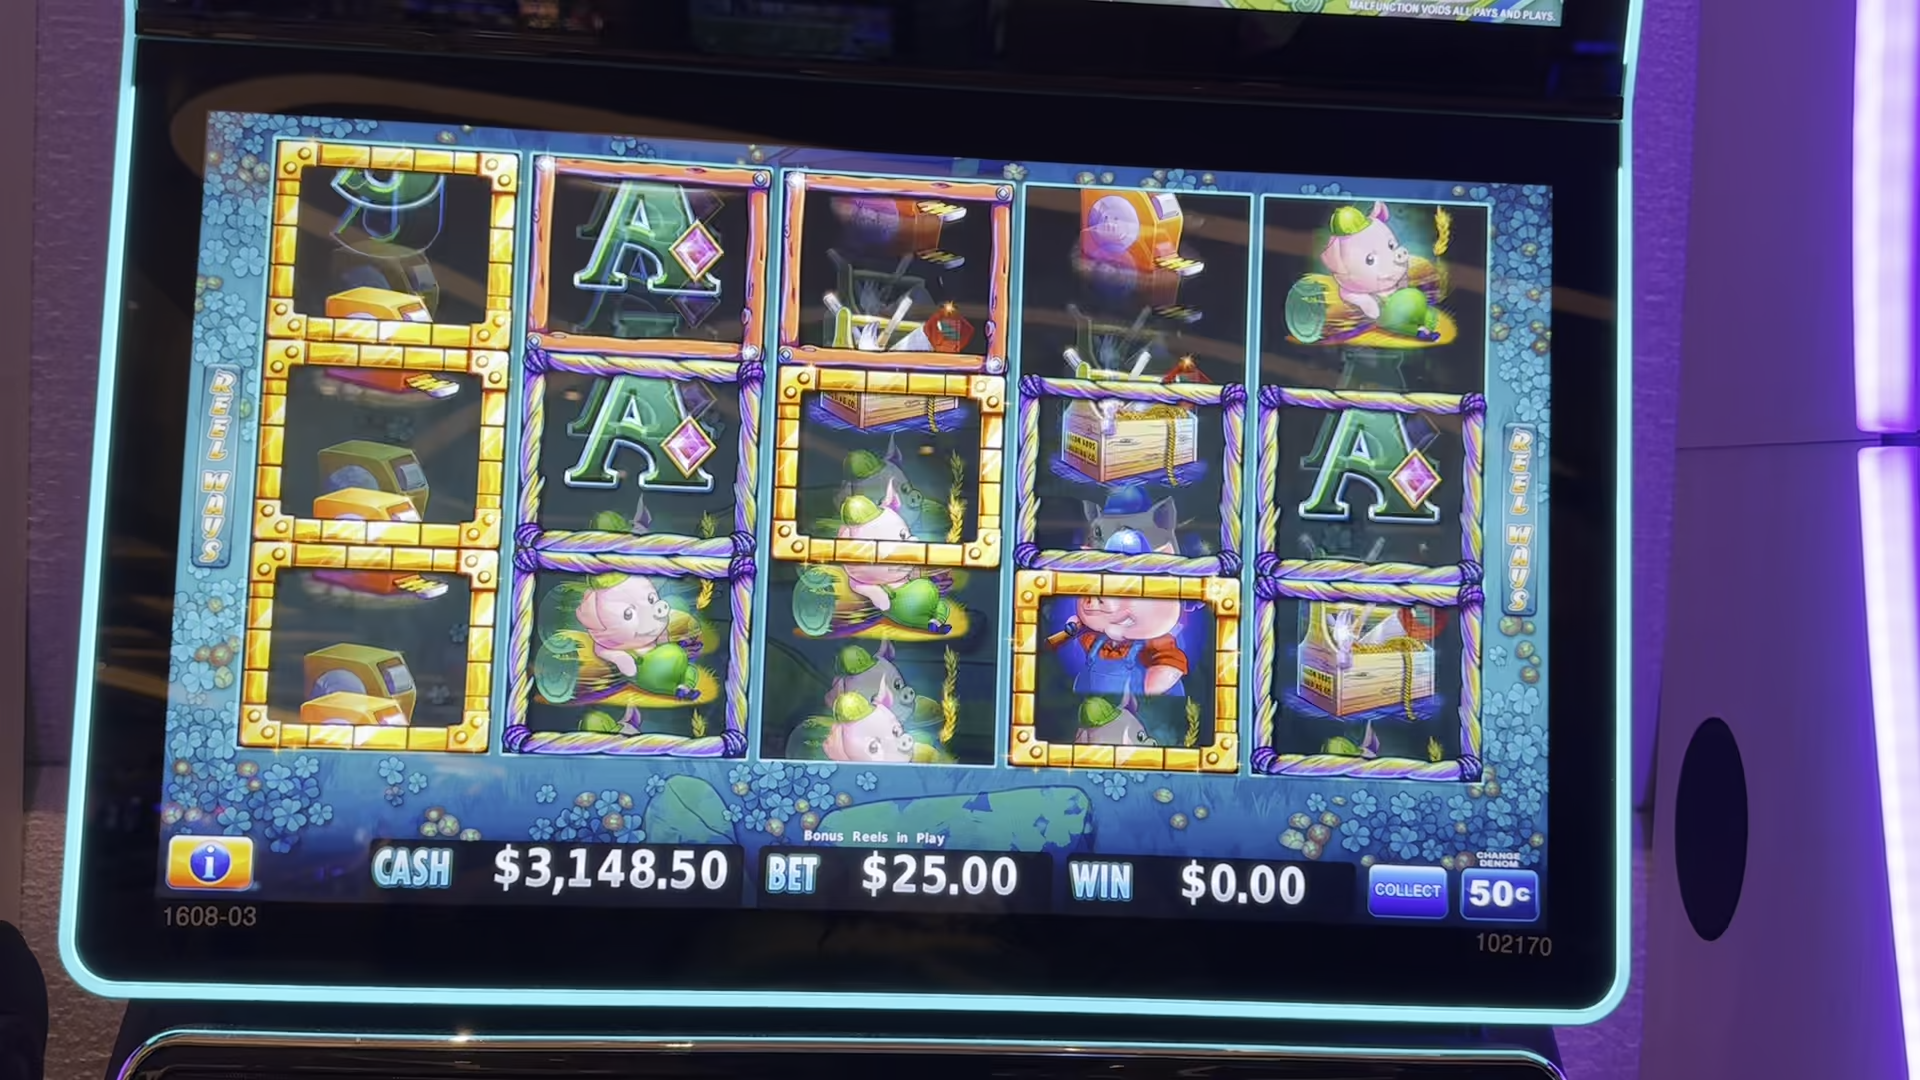 MALFUNCTION VOIDS ALL PAYS AND PLAYS.
REEL WAYS
REEL WAYS
Bonus Reels in Play
CASH $3,148.50 BET $25.00 WIN $0.00
COLLECT
CHANGE
DENOM
50¢
1608-03
102170